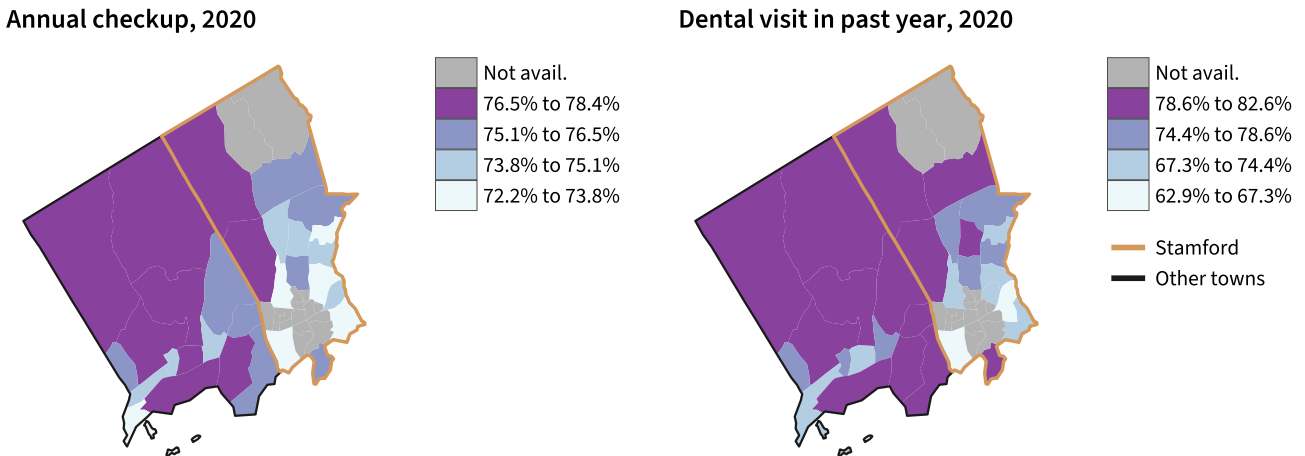 Annual checkup, 2020
Not avail.
76.5% to 78.4%
75.1% to 76.5%
73.8% to 75.1%
72.2% to 73.8%
Dental visit in past year, 2020
Not avail.
78.6% to 82.6%
74.4% to 78.6%
67.3% to 74.4%
62.9% to 67.3%
Stamford
Other towns